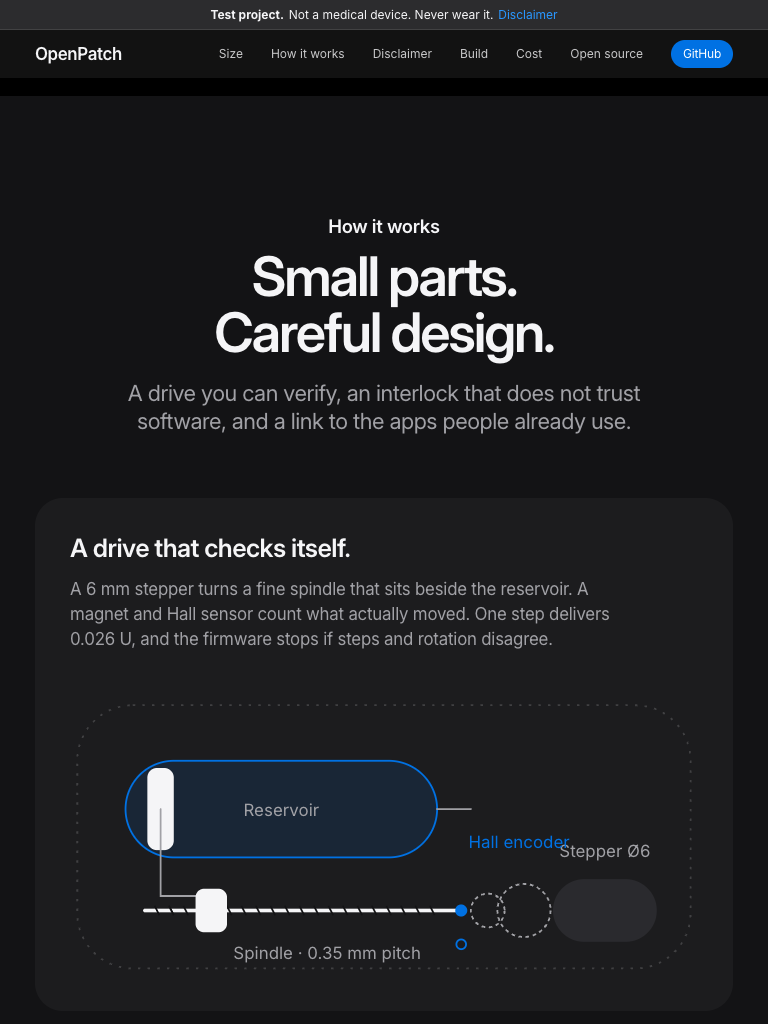 Test project. Not a medical device. Never wear it. Disclaimer
OpenPatch Size How it works Disclaimer Build Cost Open source GitHub
How it works
Small parts.
Careful design.
A drive you can verify, an interlock that does not trust
software, and a link to the apps people already use.
A drive that checks itself.
A 6 mm stepper turns a fine spindle that sits beside the reservoir. A
magnet and Hall sensor count what actually moved. One step delivers
0.026 U, and the firmware stops if steps and rotation disagree.
Reservoir
Hall encoder
Stepper Ø6
Spindle · 0.35 mm pitch